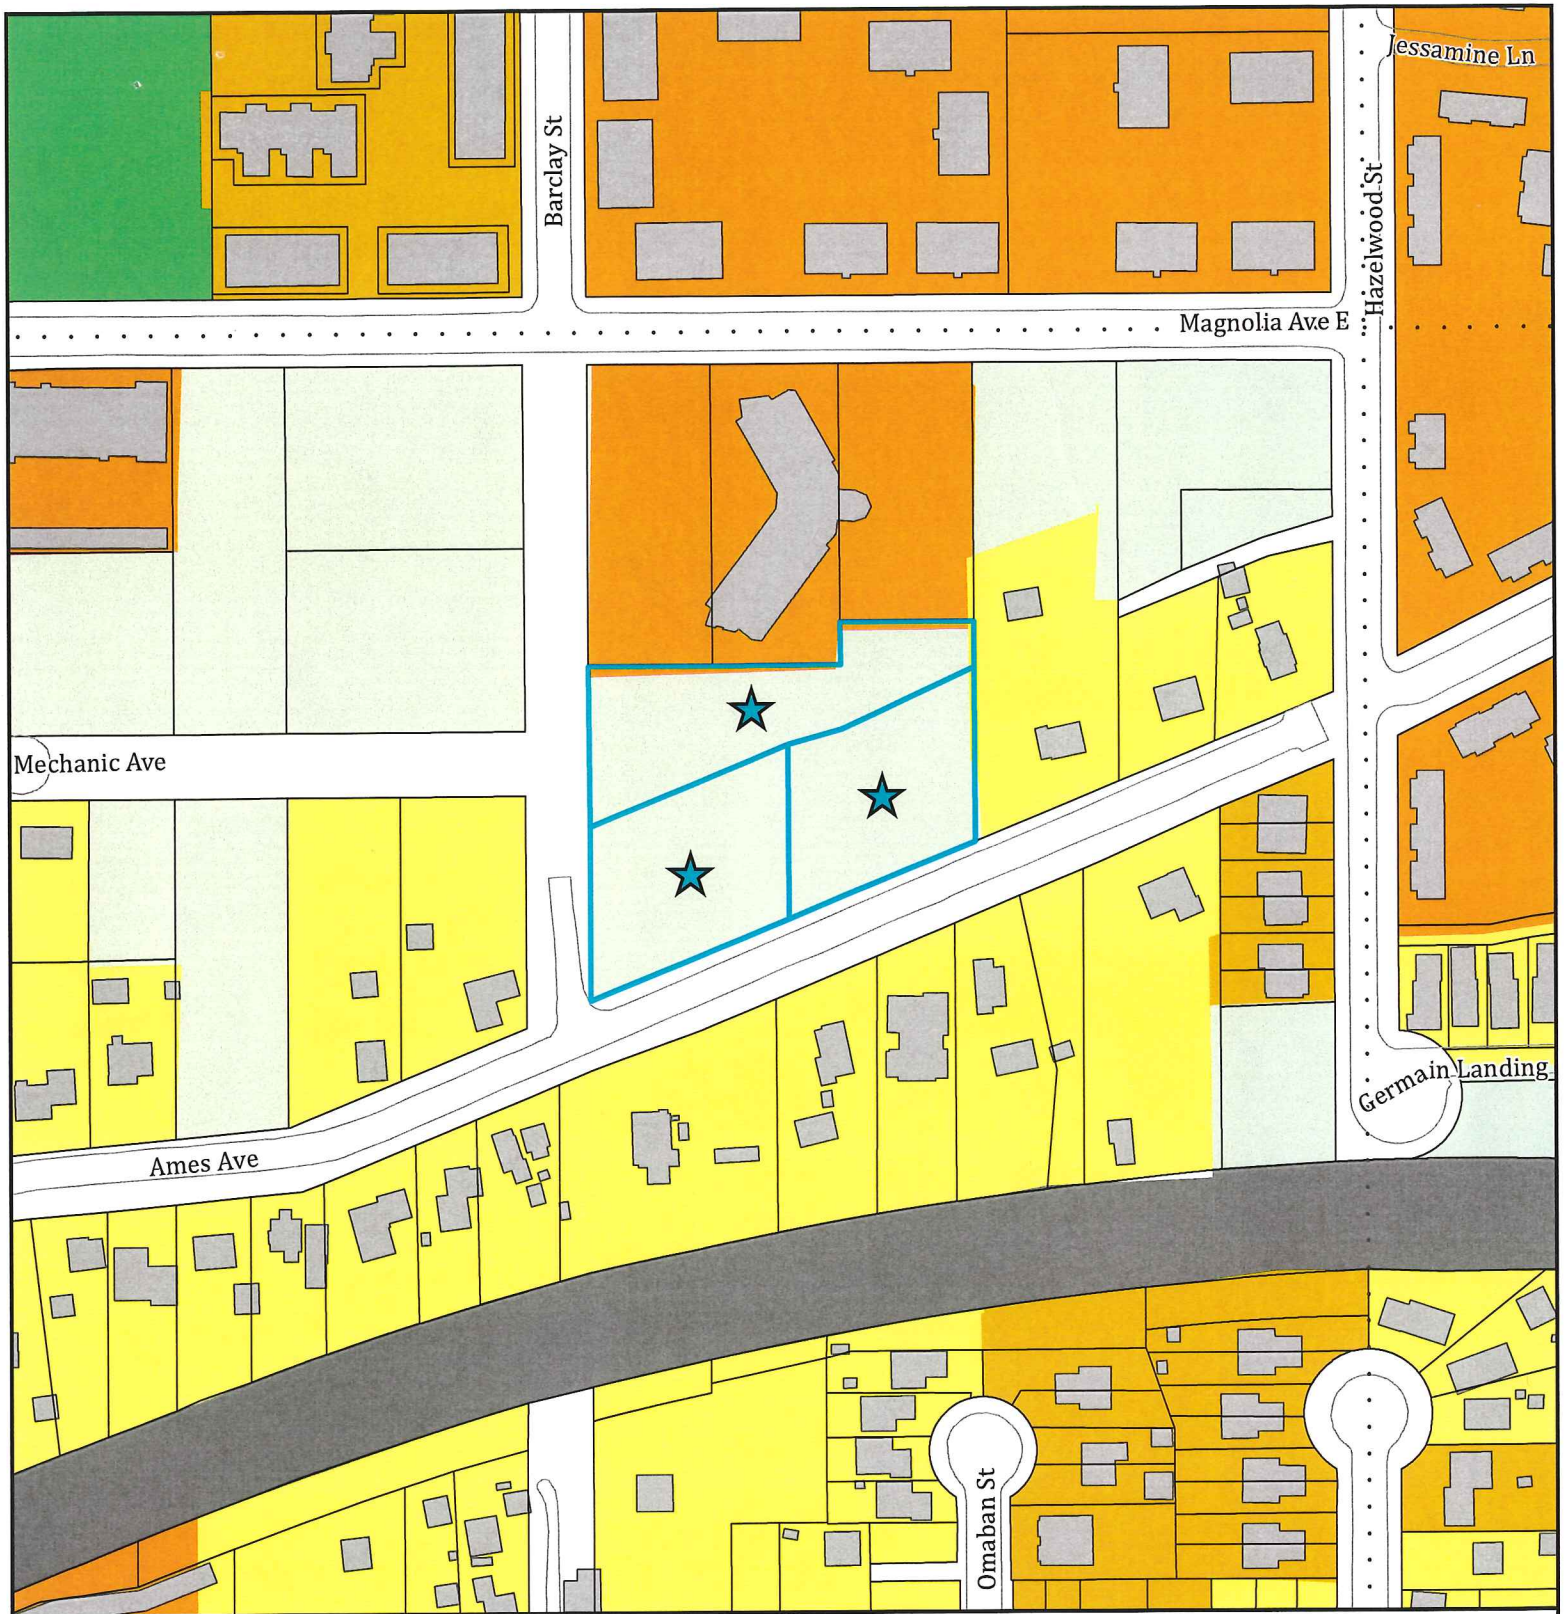 Jessamine Ln
Barclay St
Hazelwood St
Magnolia Ave E
Mechanic Ave
Germain Landing
Ames Ave
Omaban St